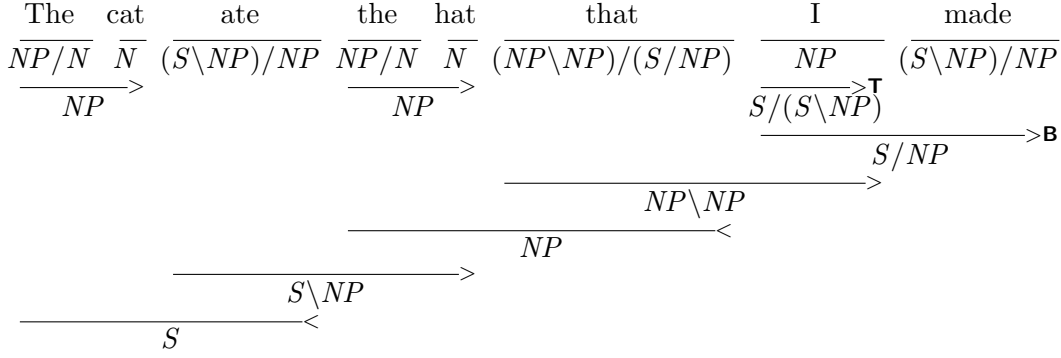 The cat ate the hat that I made
NP/N N (S\NP)/NP NP/N N (NP\NP)/(S/NP) NP (S\NP)/NP
> > >T
NP NP S/(S\NP)
>B
S/NP
>
NP\NP
<
NP
>
S\NP
<
S